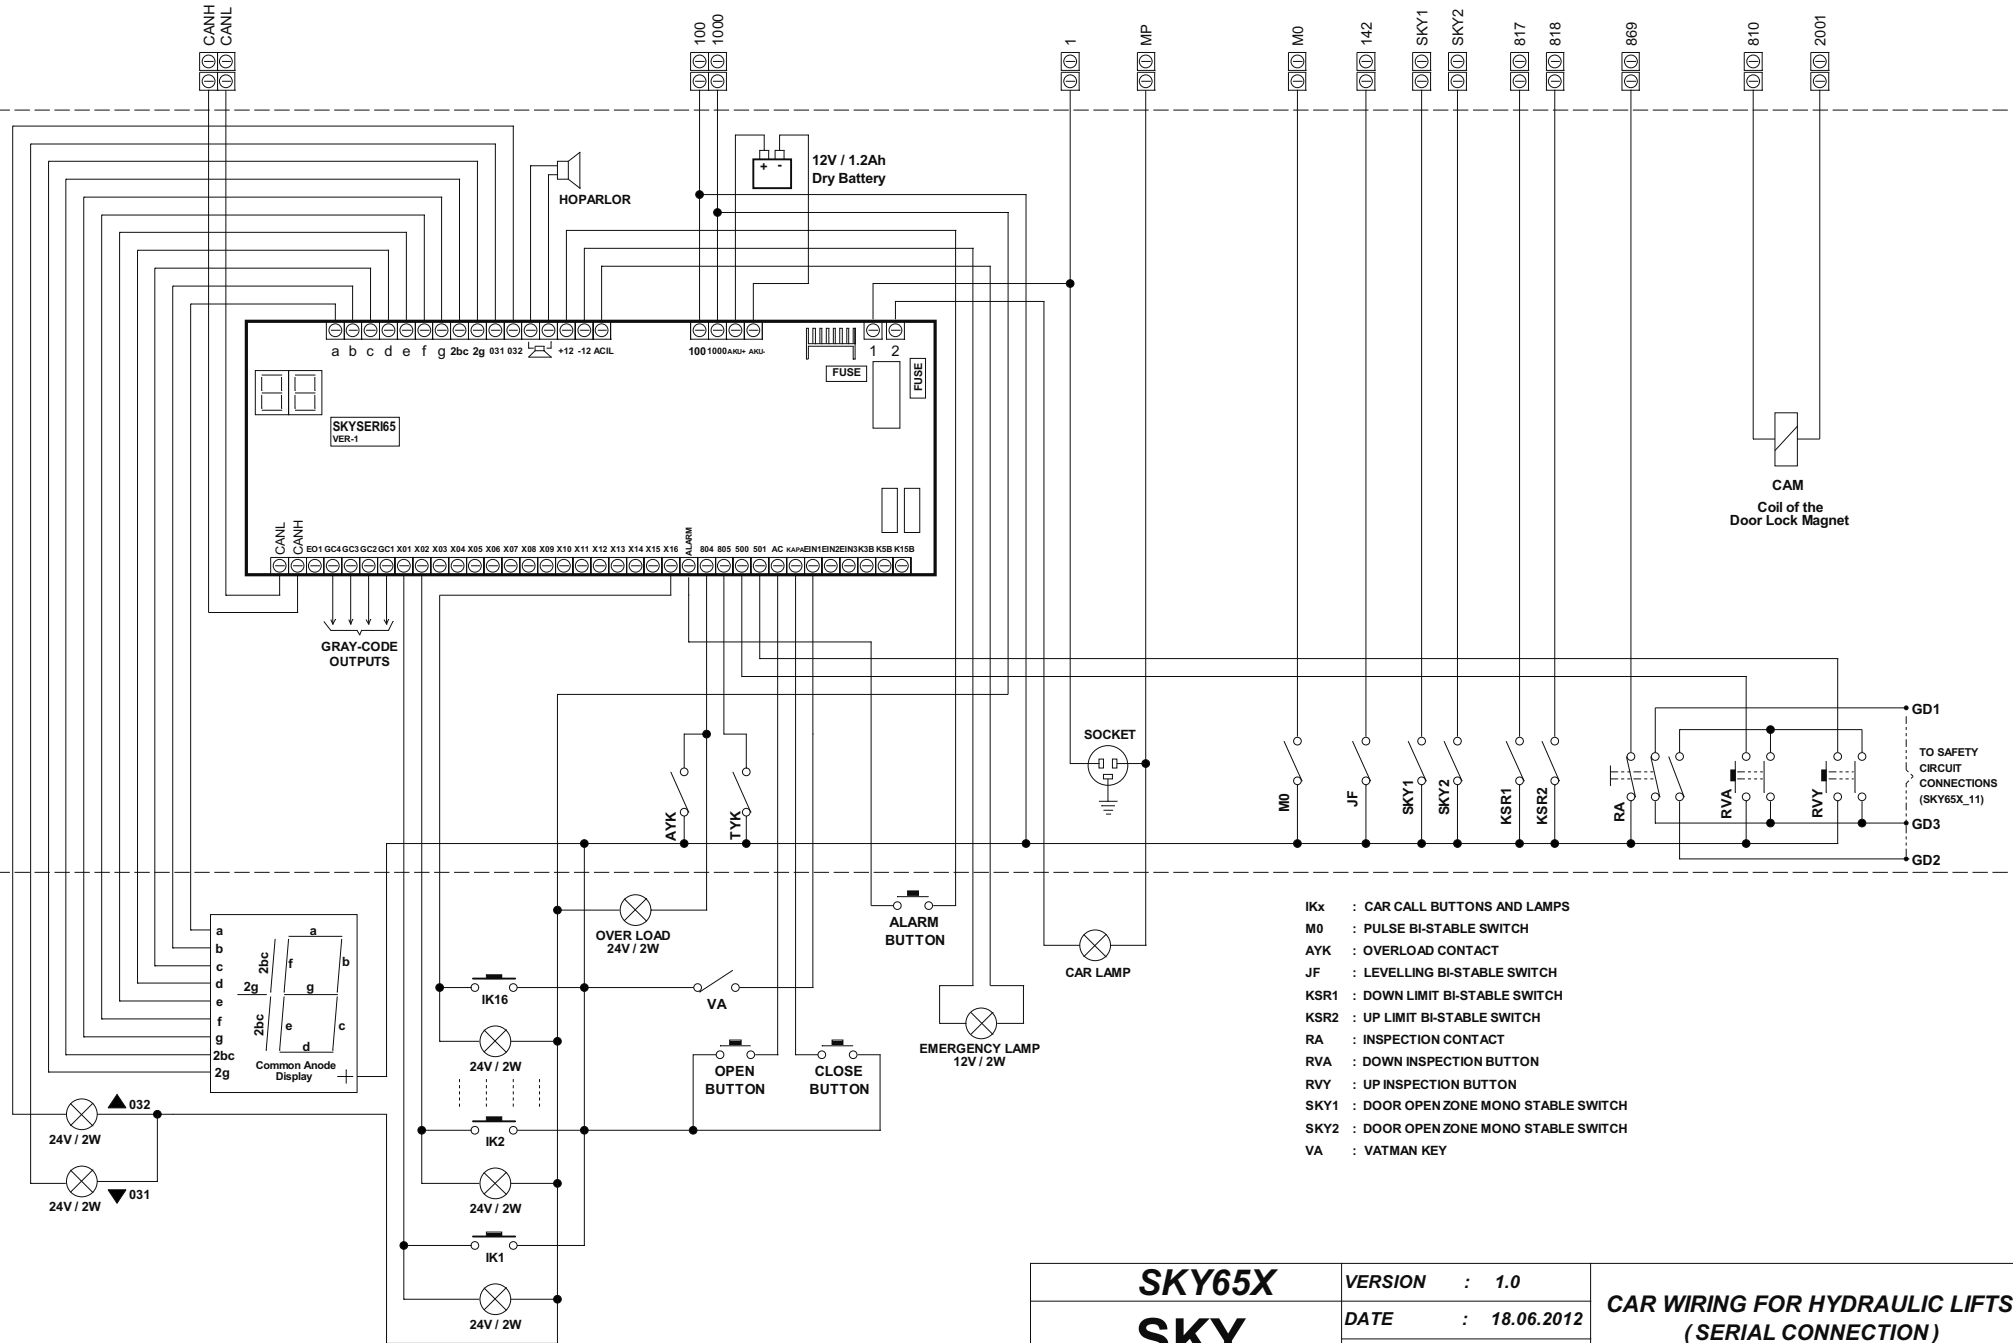 CANH
CANL
100
1000
1
MP
M0
142
SKY1
SKY2
817
818
869
810
2001
12V / 1.2Ah
Dry Battery
+ -
HOPARLOR
a b c d e f g 2bc 2g 031 032 +12 -12 ACIL
100 1000 AKU+ AKU-
1 2
FUSE
FUSE
SKYSERI65
VER-1
CAM
Coil of the
Door Lock Magnet
CANL CANH EO1 GC4 GC3 GC2 GC1 X01 X02 X03 X04 X05 X06 X07 X08 X09 X10 X11 X12 X13 X14 X15 X16 ALARM 804 805 500 501 AC KAPA EIN1 EIN2 EIN3 K3B K5B K15B
GRAY-CODE
OUTPUTS
SOCKET
AYK
TYK
M0
JF
SKY1
SKY2
KSR1
KSR2
RA
RVA
RVY
GD1
TO SAFETY
CIRCUIT
CONNECTIONS
(SKY65X_11)
GD3
GD2
a
b
c
d
e
f
g
2bc
2g
a
2bc
f
b
2g
g
2bc
e
c
d
Common Anode
Display
+
OVER LOAD
24V / 2W
ALARM
BUTTON
CAR LAMP
IK16
VA
24V / 2W
EMERGENCY LAMP
12V / 2W
OPEN
BUTTON
CLOSE
BUTTON
032
24V / 2W
IK2
031
24V / 2W
24V / 2W
IK1
24V / 2W
IKx : CAR CALL BUTTONS AND LAMPS
M0 : PULSE BI-STABLE SWITCH
AYK : OVERLOAD CONTACT
JF : LEVELLING BI-STABLE SWITCH
KSR1 : DOWN LIMIT BI-STABLE SWITCH
KSR2 : UP LIMIT BI-STABLE SWITCH
RA : INSPECTION CONTACT
RVA : DOWN INSPECTION BUTTON
RVY : UP INSPECTION BUTTON
SKY1 : DOOR OPEN ZONE MONO STABLE SWITCH
SKY2 : DOOR OPEN ZONE MONO STABLE SWITCH
VA : VATMAN KEY
SKY65X
SKY
VERSION : 1.0
DATE : 18.06.2012
CAR WIRING FOR HYDRAULIC LIFTS
( SERIAL CONNECTION )